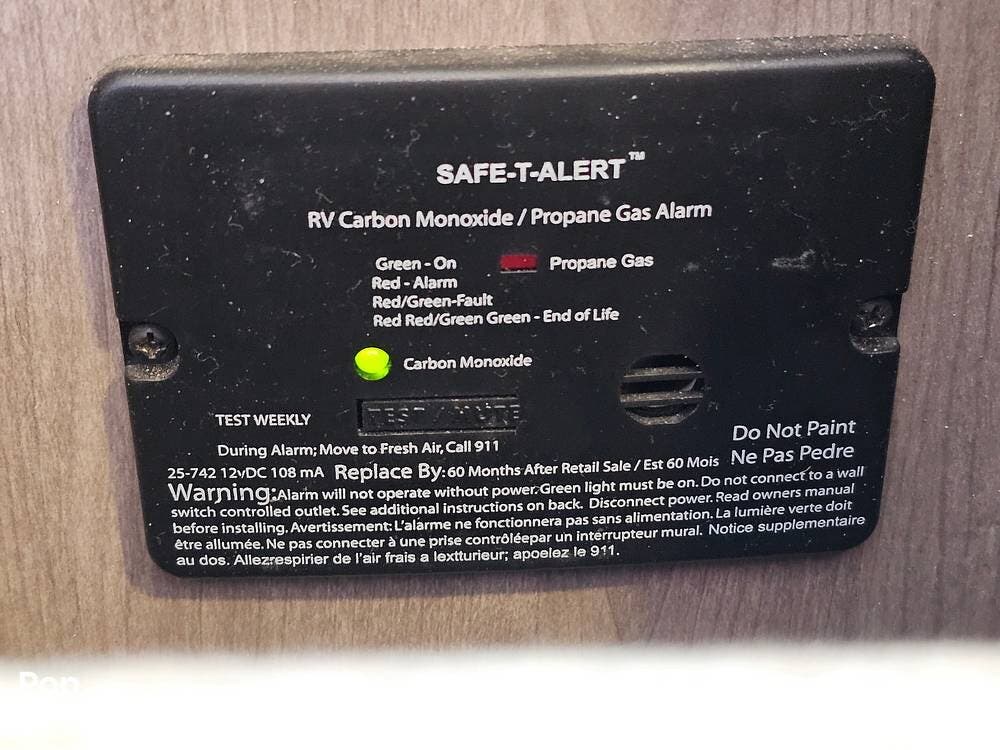 SAFE-T-ALERT™
RV Carbon Monoxide / Propane Gas Alarm
Green - On
Propane Gas
Red - Alarm
Red/Green-Fault
Red Red/Green Green - End of Life
Carbon Monoxide
TEST WEEKLY
TEST / MUTE
During Alarm; Move to Fresh Air, Call 911
Do Not Paint
25-742 12vDC 108 mA Replace By: 60 Months After Retail Sale / Est 60 Mois
Ne Pas Pedre
Warning: Alarm will not operate without power. Green light must be on. Do not connect to a wall
switch controlled outlet. See additional instructions on back. Disconnect power. Read owners manual
before installing. Avertissement: L'alarme ne fonctionnera pas sans alimentation. La lumière verte doit
être allumée. Ne pas connecter à une prise contrôléepar un interrupteur mural. Notice supplementaire
au dos. Allez:respirier de l'air frais a lextturieur; apoelez le 911.
Pop